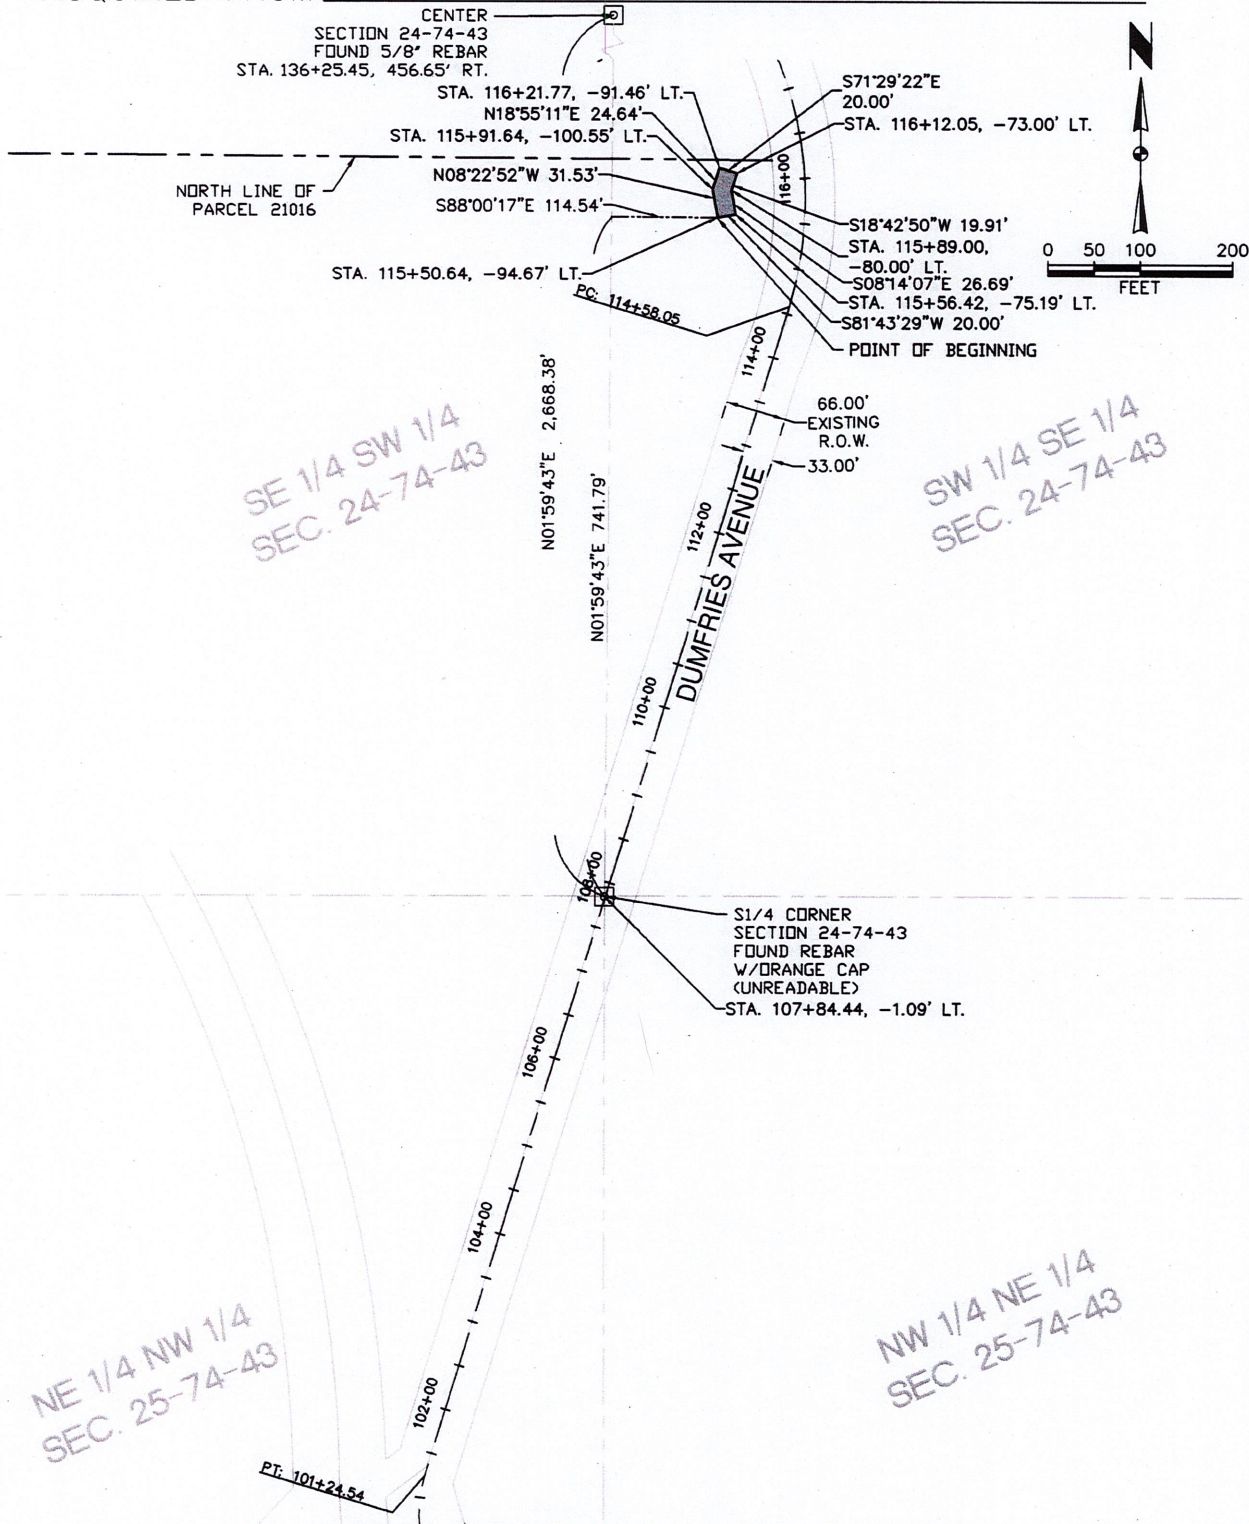 CENTER
SECTION 24-74-43
FOUND 5/8" REBAR
STA. 136+25.45, 456.65' RT.
STA. 116+21.77, -91.46' LT.
N18°55'11"E 24.64'
STA. 115+91.64, -100.55' LT.
N08°22'52"W 31.53'
S88°00'17"E 114.54'
STA. 115+50.64, -94.67' LT.
PC: 114+58.05
NORTH LINE OF
PARCEL 21016
S71°29'22"E
20.00'
STA. 116+12.05, -73.00' LT.
116+00
S18°42'50"W 19.91'
STA. 115+89.00,
-80.00' LT.
S08°14'07"E 26.69'
STA. 115+56.42, -75.19' LT.
S81°43'29"W 20.00'
POINT OF BEGINNING
N
0 50 100 200
FEET
114+00
66.00'
EXISTING
R.O.W.
33.00'
N01°59'43"E 2,668.38'
N01°59'43"E 741.79'
SE 1/4 SW 1/4
SEC. 24-74-43
SW 1/4 SE 1/4
SEC. 24-74-43
112+00
DUMFRIES AVENUE
110+00
108+00
S1/4 CORNER
SECTION 24-74-43
FOUND REBAR
W/ORANGE CAP
(UNREADABLE)
STA. 107+84.44, -1.09' LT.
106+00
104+00
NE 1/4 NW 1/4
SEC. 25-74-43
NW 1/4 NE 1/4
SEC. 25-74-43
102+00
PT: 101+24.54